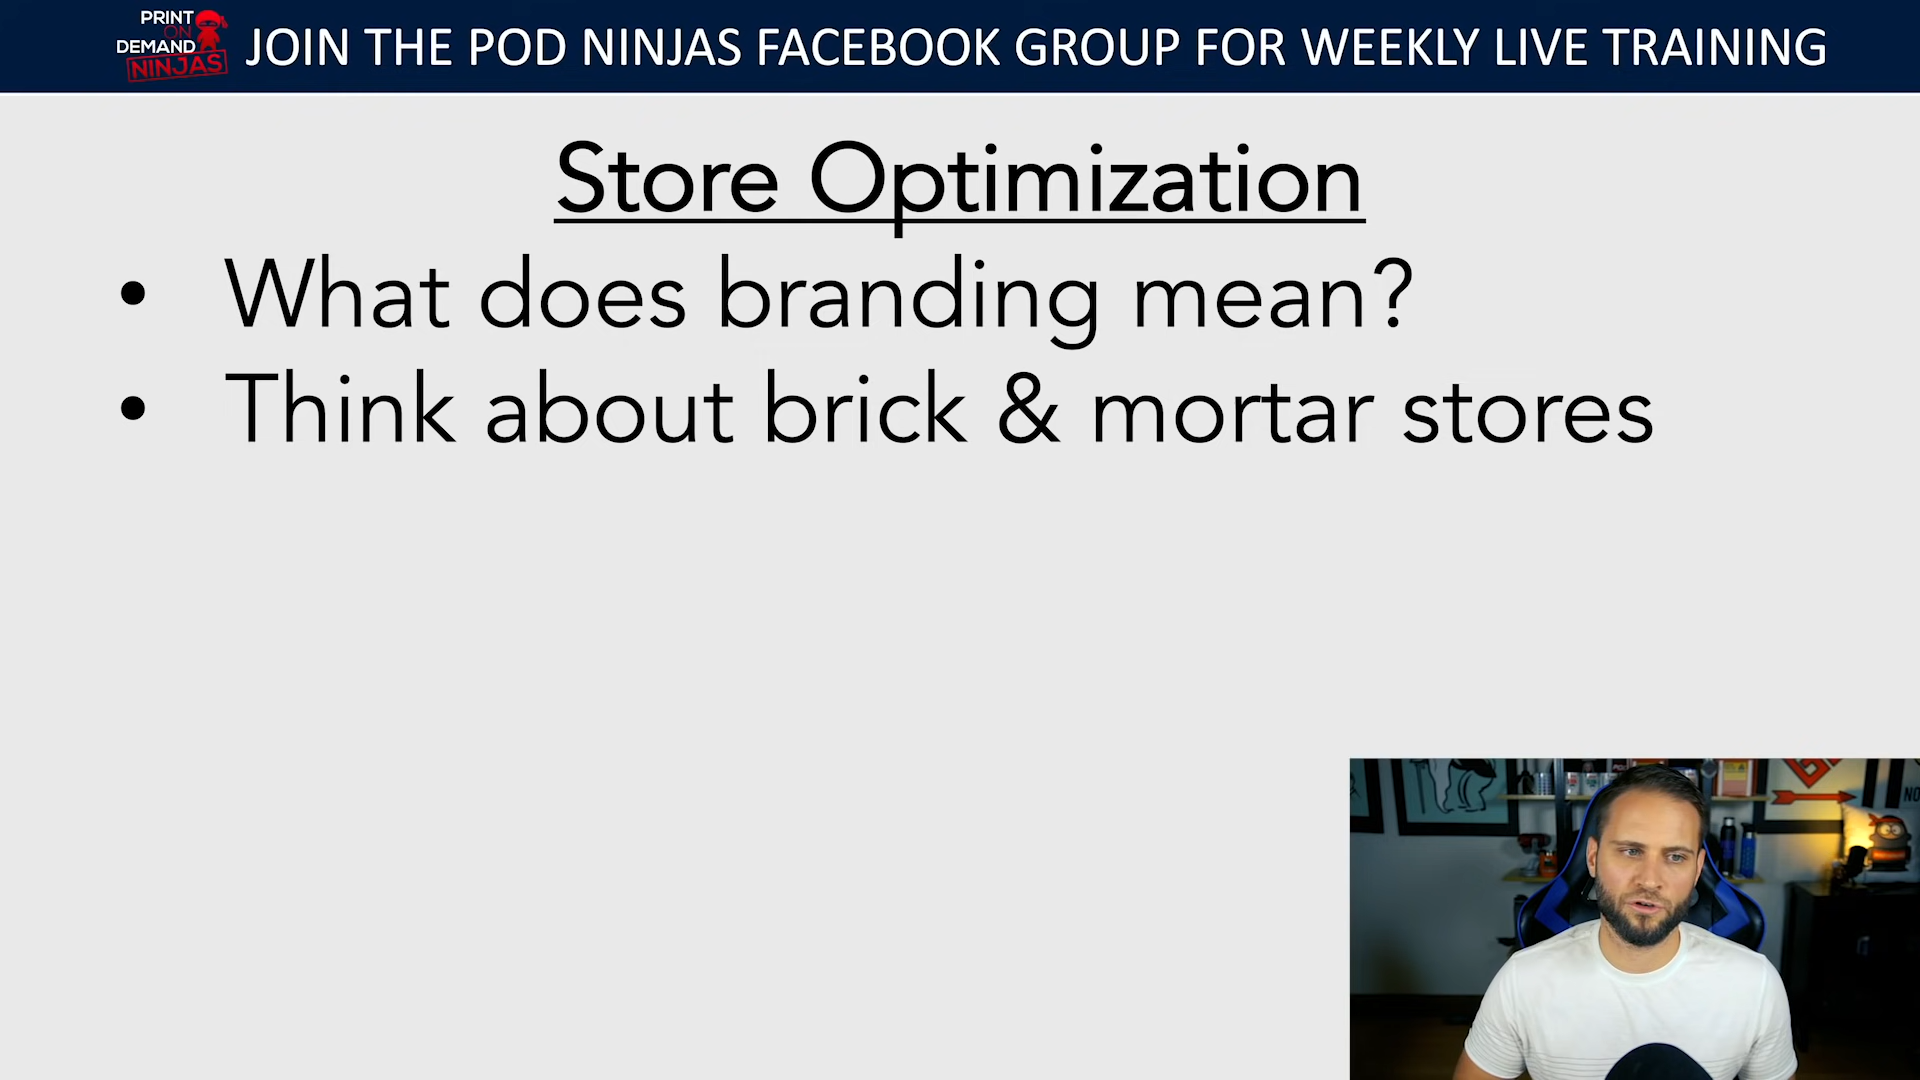 PRINT
ON
DEMAND
NINJAS
JOIN THE POD NINJAS FACEBOOK GROUP FOR WEEKLY LIVE TRAINING
Store Optimization
• What does branding mean?
• Think about brick & mortar stores
NO